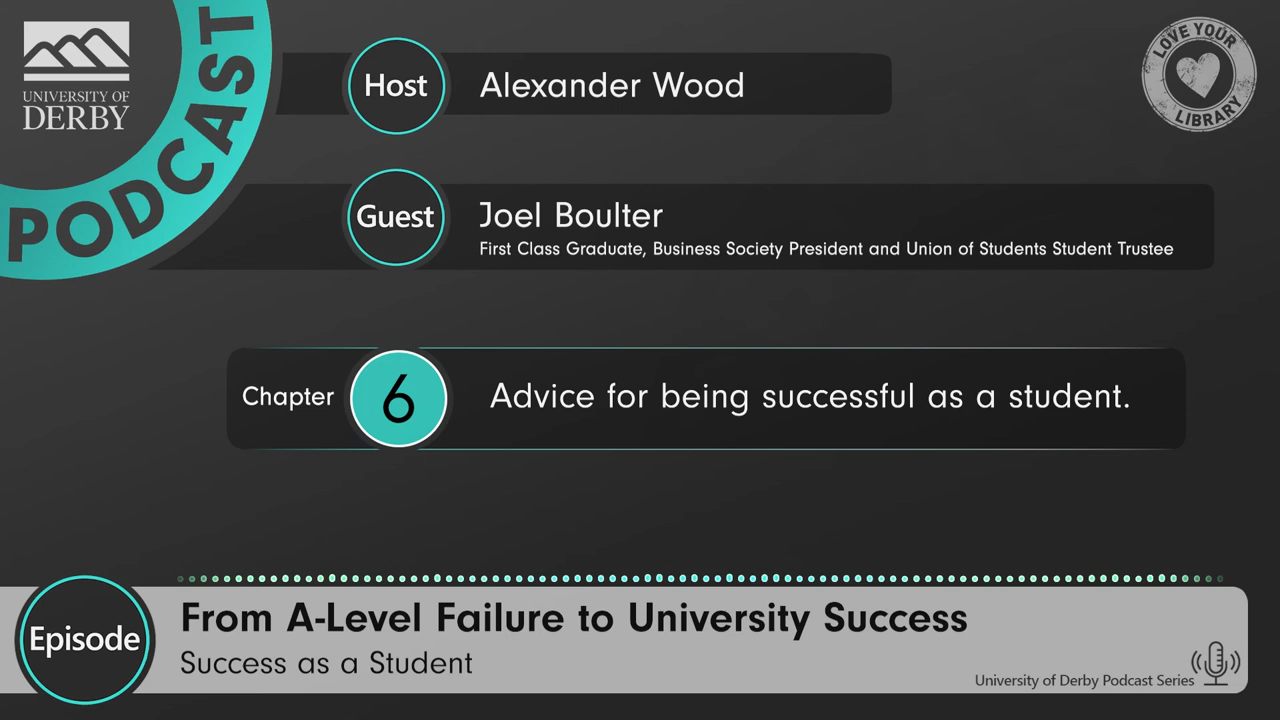 UNIVERSITY OF
DERBY
PODCAST
Host
Alexander Wood
LOVE YOUR
LIBRARY
Guest
Joel Boulter
First Class Graduate, Business Society President and Union of Students Student Trustee
Chapter
6
Advice for being successful as a student.
Episode
From A-Level Failure to University Success
Success as a Student
University of Derby Podcast Series